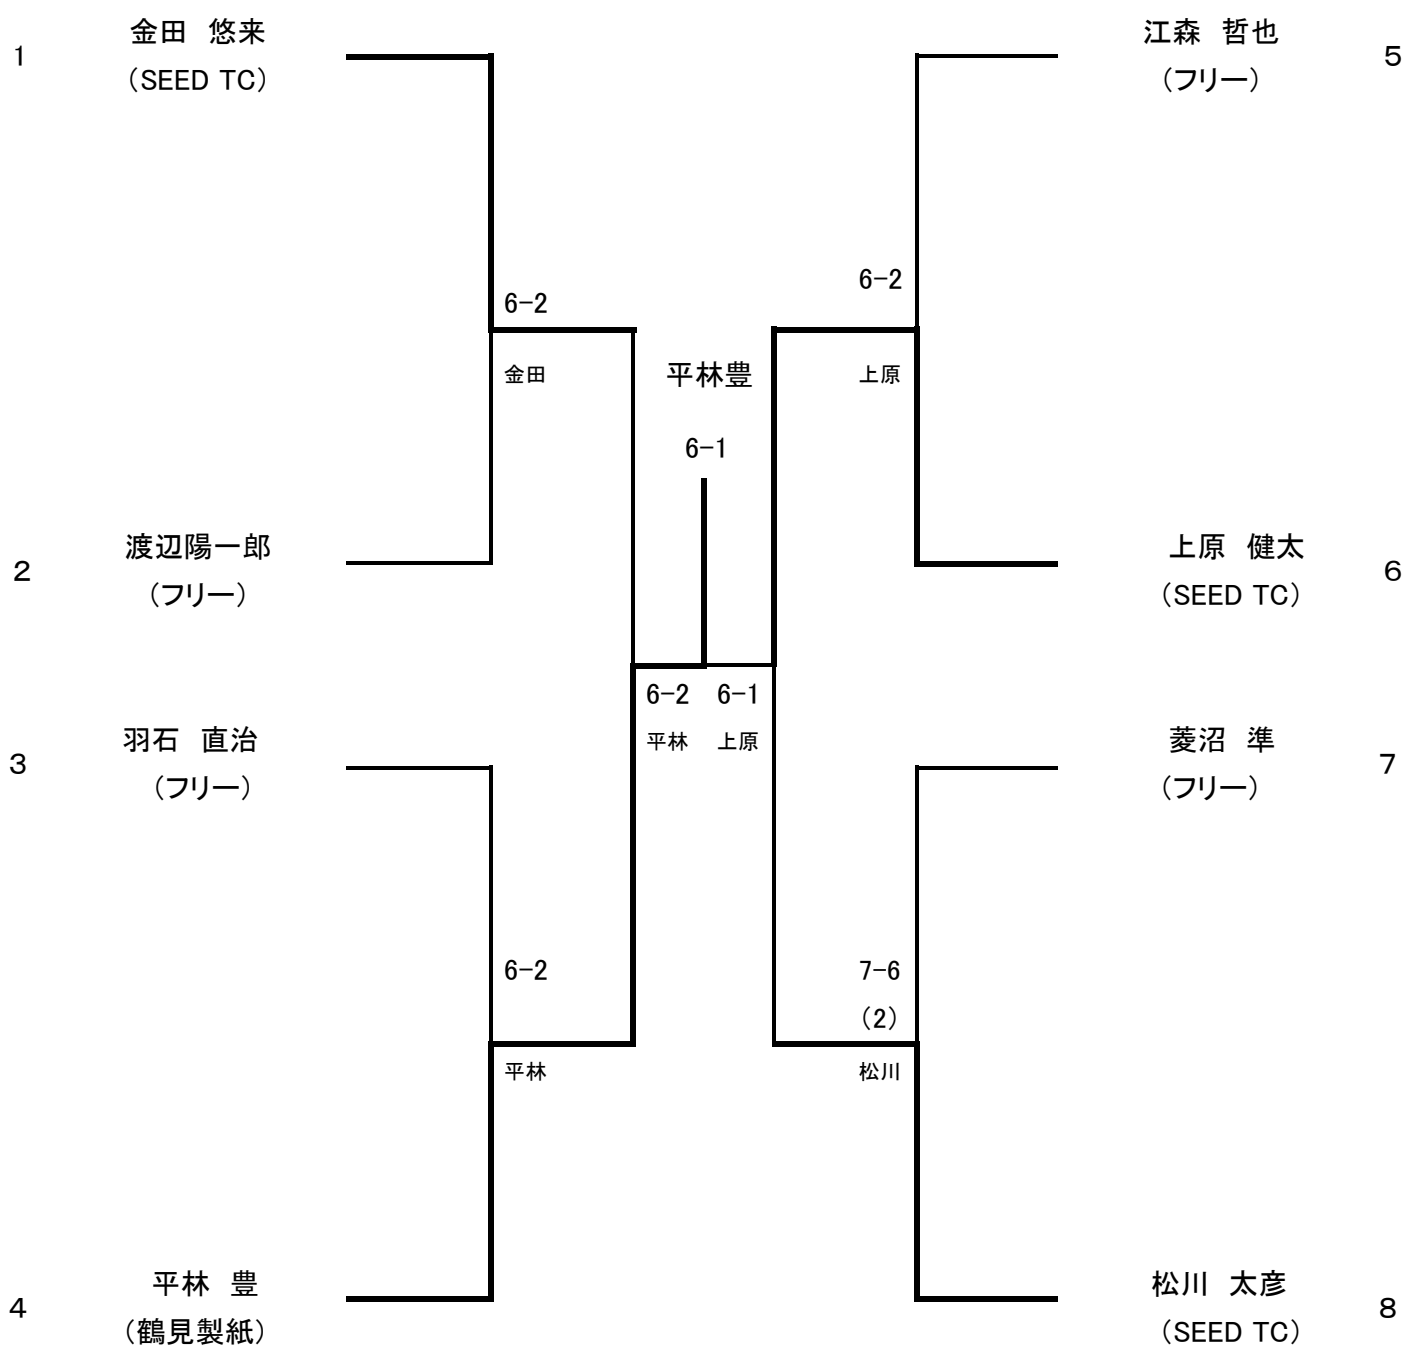 1
金田　悠来
（SEED TC）
2
渡辺陽一郎
（フリー）
3
羽石　直治
（フリー）
4
平林　豊
（鶴見製紙）
6-2
金田
6-2
平林
平林豊
6-1
6-2
平林
6-1
上原
6-2
上原
7-6
（2）
松川
江森　哲也
（フリー）
5
上原　健太
（SEED TC）
6
菱沼　準
（フリー）
7
松川　太彦
（SEED TC）
8